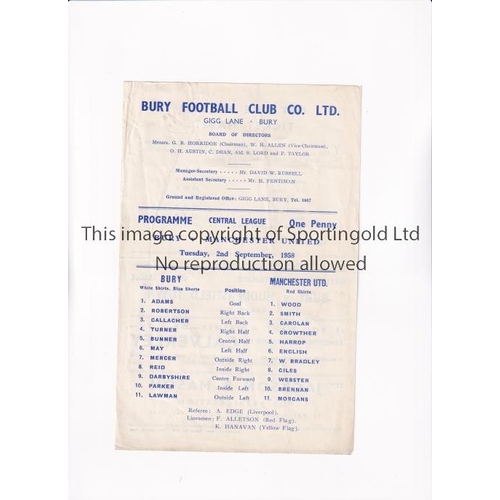 BURY FOOTBALL CLUB CO. LTD.
GIGG LANE - BURY
BOARD OF DIRECTORS
Messrs. G. R. HORRIDGE (Chairman), W. H. ALLEN (Vice-Chairman),
O. H. AUSTIN, C. DEAN, SM. S. LORD and F. TAYLOR
Manager-Secretary ----- Mr. DAVID W. RUSSELL
Assistant Secretary ----- Mr. H. PENTIMAN
Ground and Registered Office: GIGG LANE, BURY, Tel. 1447
PROGRAMME CENTRAL LEAGUE One Penny
This image is copyright of Sportingold Ltd
BURY v. MANCHESTER UNITED
Tuesday, 2nd September, 1958
No reproduction allowed
BURY MANCHESTER UTD.
White Shirts, Blue Shorts Position Red Shirts
1. ADAMS Goal 1. WOOD
2. ROBERTSON Right Back 2. SMITH
3. CALLACHER Left Back 3. CAROLAN
4. TURNER Right Half 4. CROWTHER
5. BUNNER Centre Half 5. HARROP
6. MAY Left Half 6. ENGLISH
7. MERCER Outside Right 7. W. BRADLEY
8. REID Inside Right 8. GILES
9. DARBYSHIRE Centre Forward 9. WEBSTER
10. PARKER Inside Left 10. BRENNAN
11. LAWMAN Outside Left 11. MORGANS
Referee: A. EDGE (Liverpool).
Linesmen: F. ALLETSON (Red Flag).
K. HANAVAN (Yellow Flag).